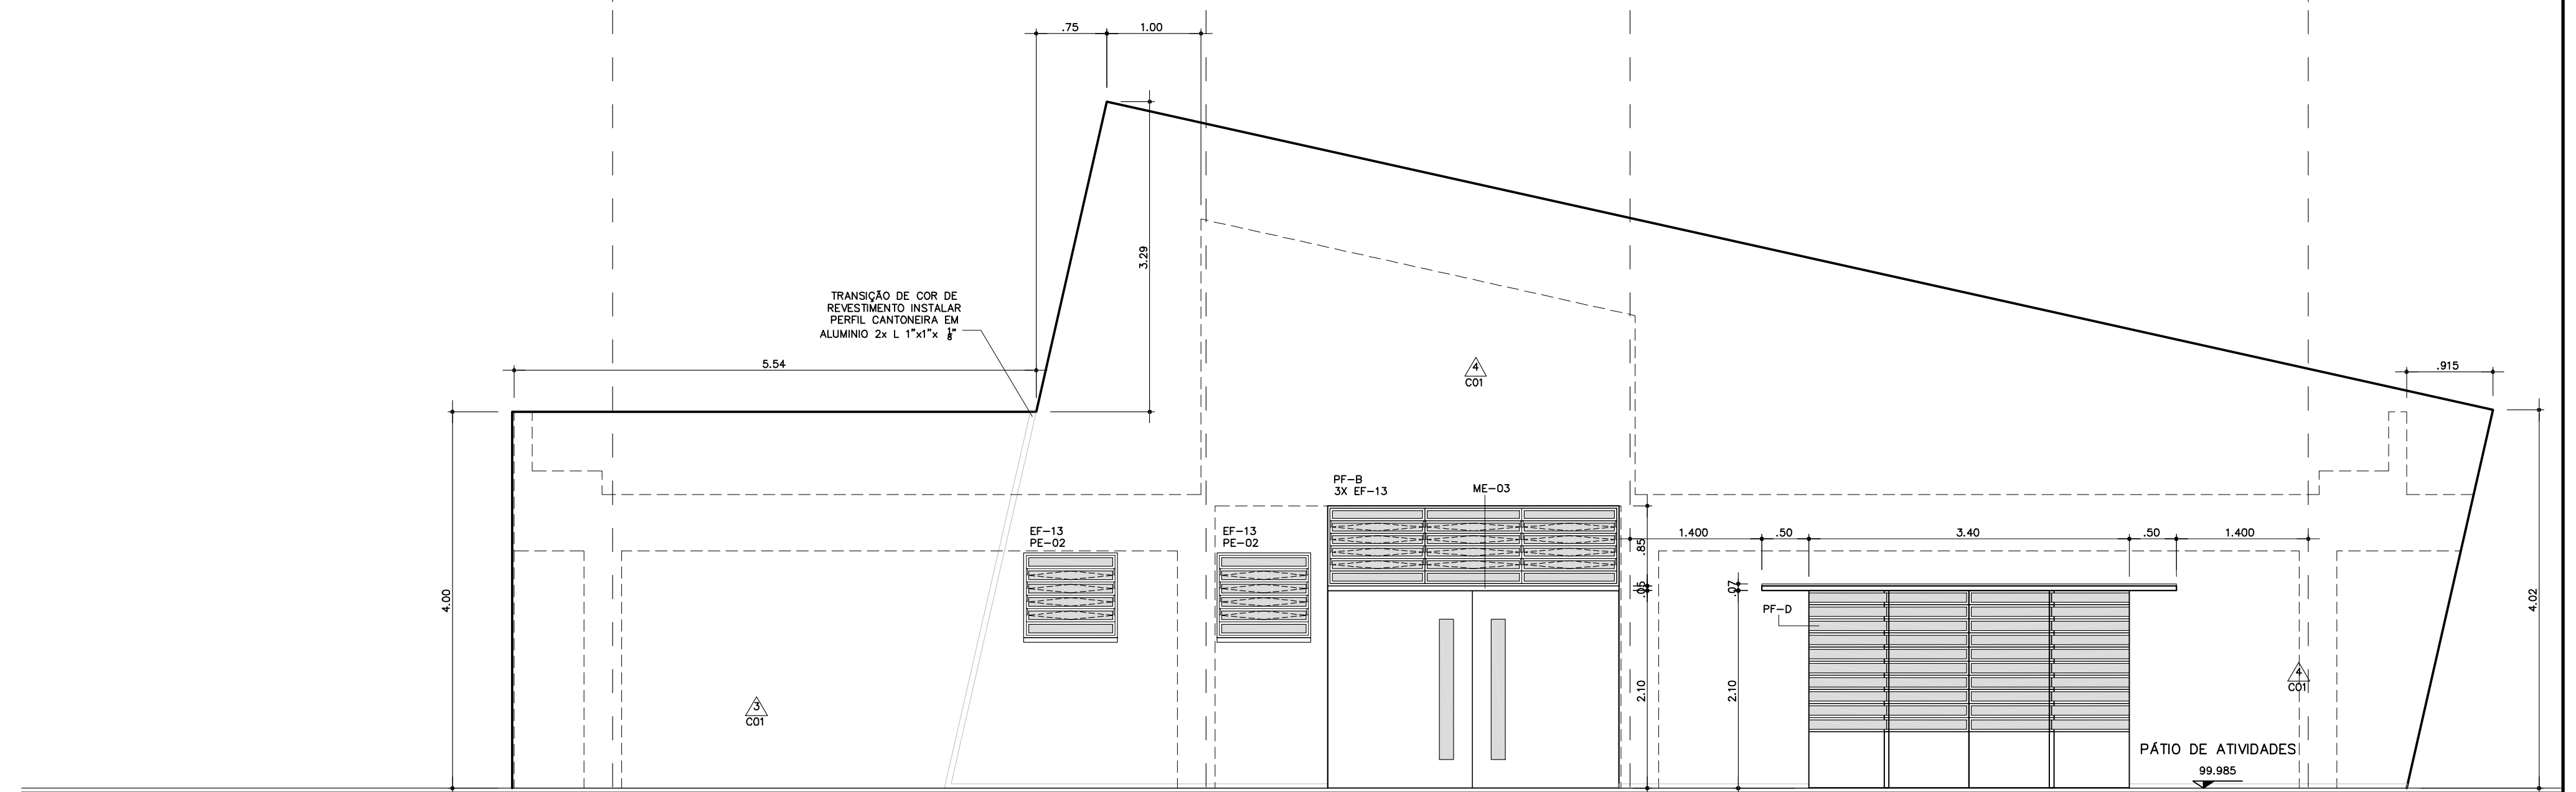 .75
1.00
3.29
TRANSIÇÃO DE COR DE
REVESTIMENTO INSTALAR
PERFIL CANTONEIRA EM
ALUMINIO 2x L 1"x1"x 1/8"
5.54
4
C01
.915
4.00
PF-B
3X EF-13
ME-03
EF-13
PE-02
EF-13
PE-02
.85
.05
2.10
1.400
.50
3.40
.50
1.400
.07
2.10
PF-D
4.02
3
C01
4
C01
PÁTIO DE ATIVIDADES
99.985